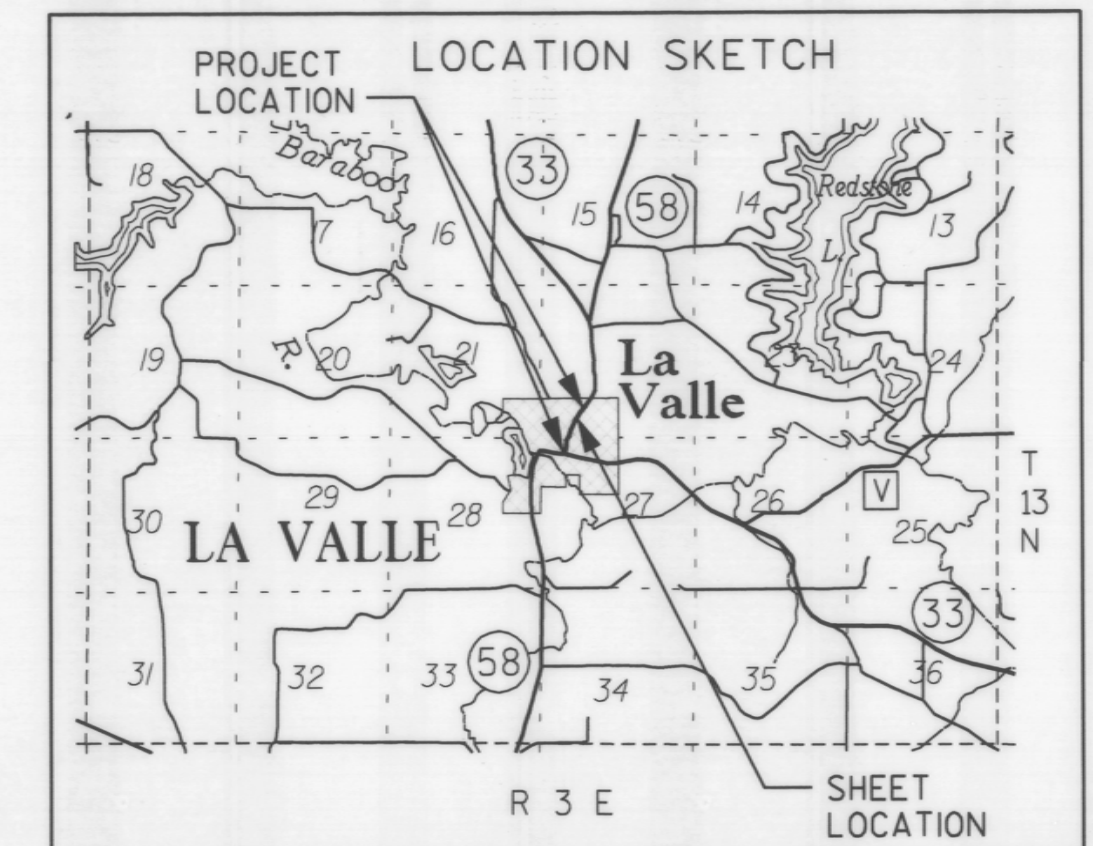 LOCATION SKETCH
PROJECT
LOCATION
Baraboo
33
18
15
58
14
Redstone
13
17
16
L.
R.
19
20
21
La
Valle
24
T
13
N
29
28
27
26
V
30
LA VALLE
25
33
58
31
32
33
34
35
36
R 3 E
SHEET
LOCATION